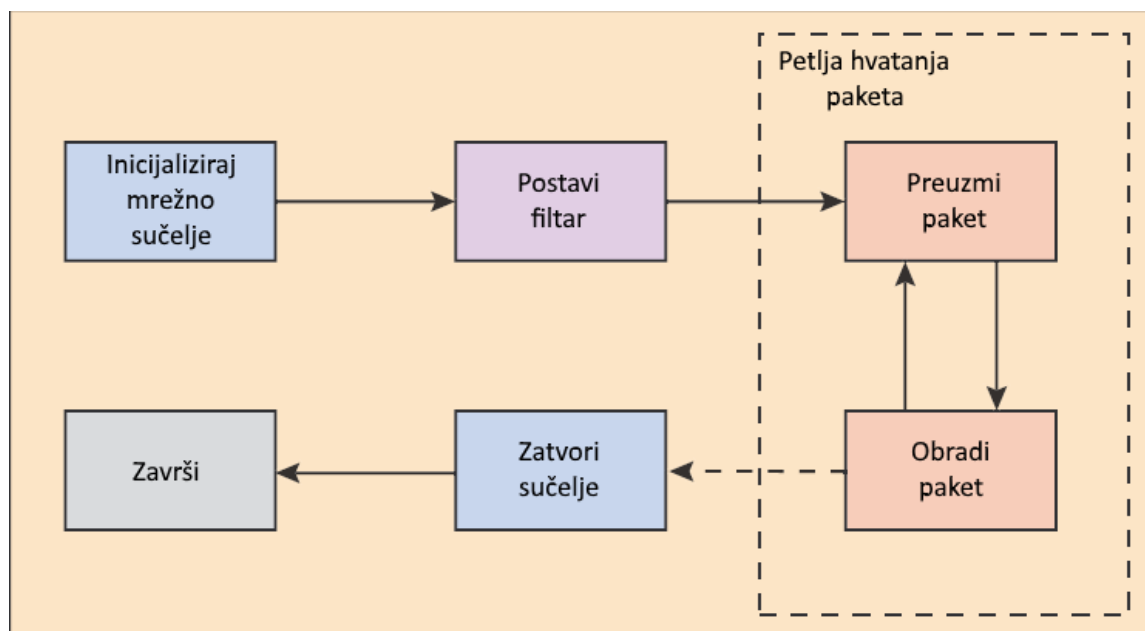 Petlja hvatanja
paketa
Inicijaliziraj
mrežno
sučelje
Postavi
filtar
Preuzmi
paket
Završi
Zatvori
sučelje
Obradi
paket